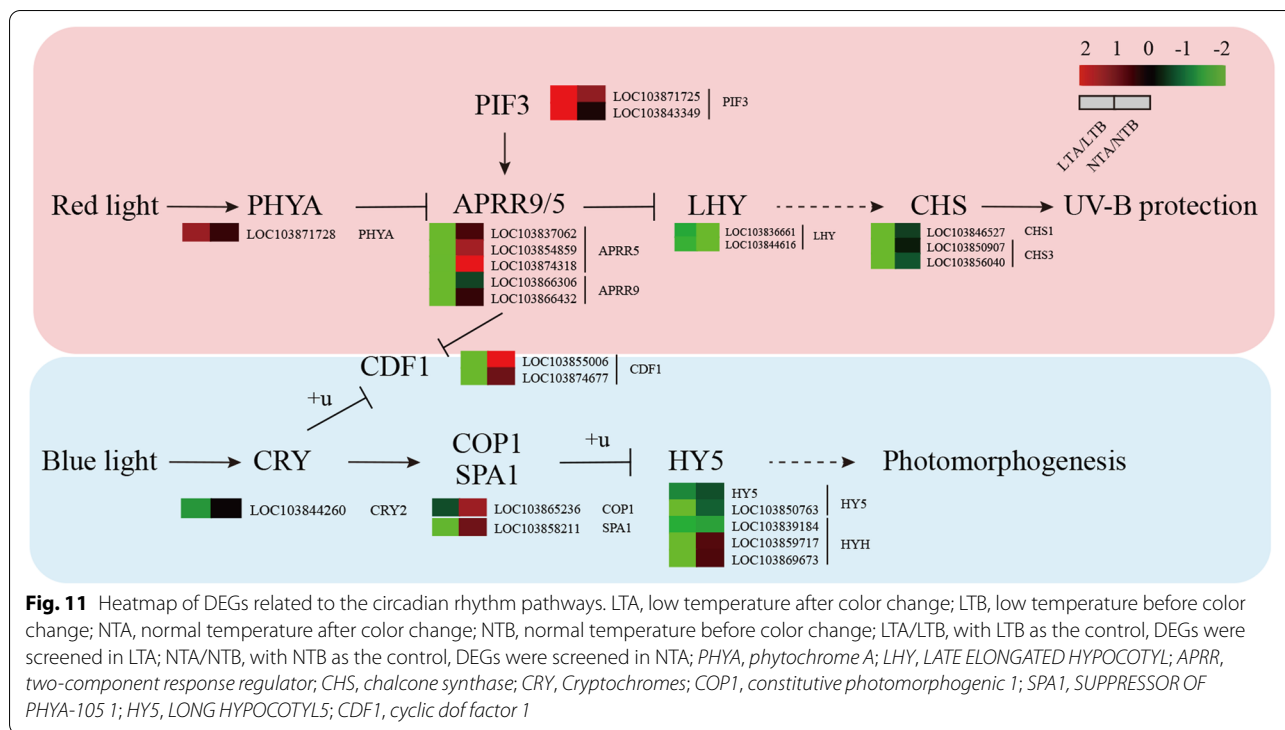 2 1 0 -1 -2
LTA/LTB
NTA/NTB
PIF3
LOC103871725
LOC103843349
PIF3
Red light
PHYA
APRR9/5
LHY
CHS
UV-B protection
LOC103871728 PHYA
LOC103837062
LOC103854859
LOC103874318
APRR5
LOC103866306
LOC103866432
APRR9
LOC103836661
LOC103844616
LHY
LOC103846527 CHS1
LOC103850907
LOC103856040
CHS3
CDF1
LOC103855006
LOC103874677
CDF1
+u
Blue light
CRY
COP1
SPA1
+u
HY5
Photomorphogenesis
LOC103844260 CRY2
LOC103865236 COP1
LOC103858211 SPA1
HY5
LOC103850763
HY5
LOC103839184
LOC103859717
LOC103869673
HYH
Fig. 11 Heatmap of DEGs related to the circadian rhythm pathways. LTA, low temperature after color change; LTB, low temperature before color
change; NTA, normal temperature after color change; NTB, normal temperature before color change; LTA/LTB, with LTB as the control, DEGs were
screened in LTA; NTA/NTB, with NTB as the control, DEGs were screened in NTA; PHYA, phytochrome A; LHY, LATE ELONGATED HYPOCOTYL; APRR,
two-component response regulator; CHS, chalcone synthase; CRY, Cryptochromes; COP1, constitutive photomorphogenic 1; SPA1, SUPPRESSOR OF
PHYA-105 1; HY5, LONG HYPOCOTYL5; CDF1, cyclic dof factor 1